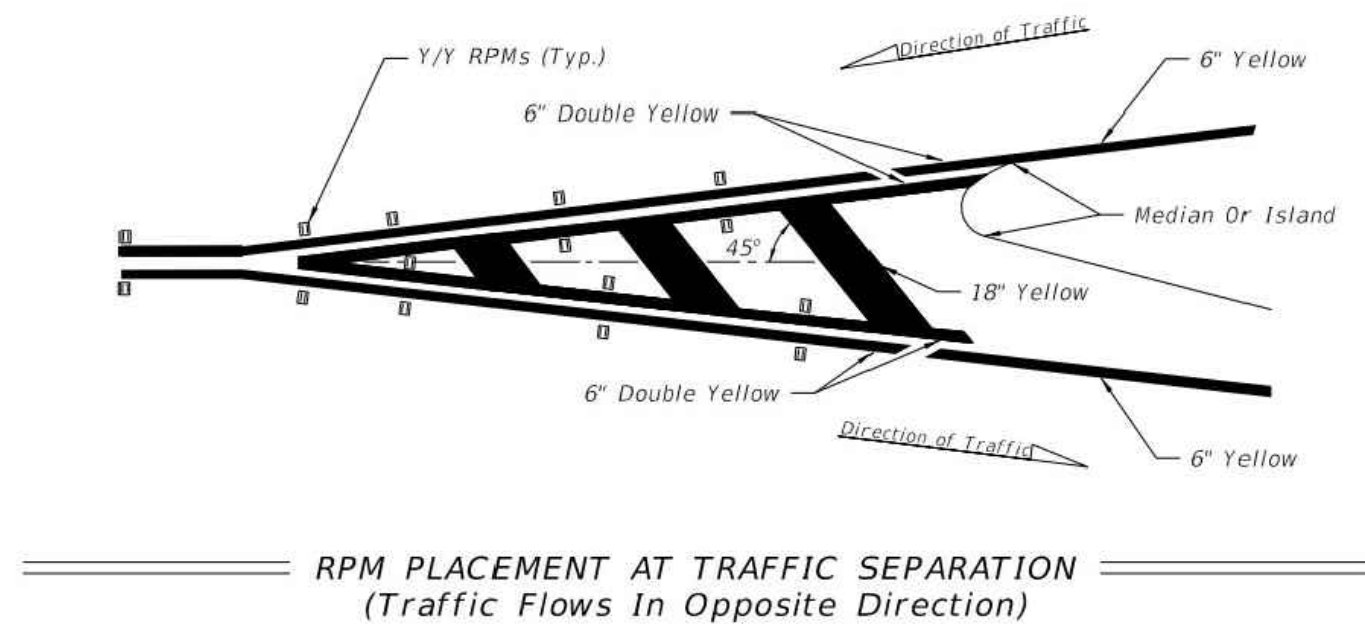 Direction of Traffic
Y/Y RPMs (Typ.)
6" Yellow
6" Double Yellow
Median Or Island
45°
18" Yellow
6" Double Yellow
Direction of Traffic
6" Yellow
RPM PLACEMENT AT TRAFFIC SEPARATION
(Traffic Flows In Opposite Direction)